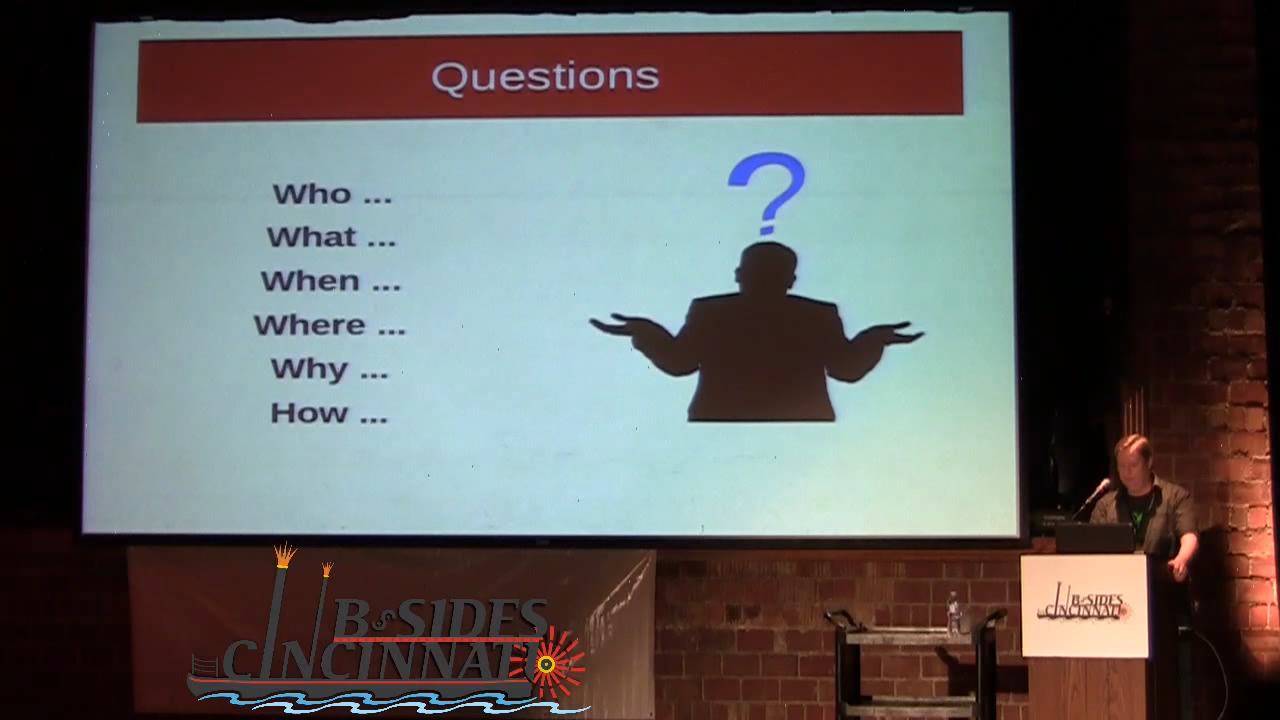 Questions
?
Who ...
What ...
When ...
Where ...
Why ...
How ...
B SIDES
CINCINNATI
B SIDES
CINCINNATI